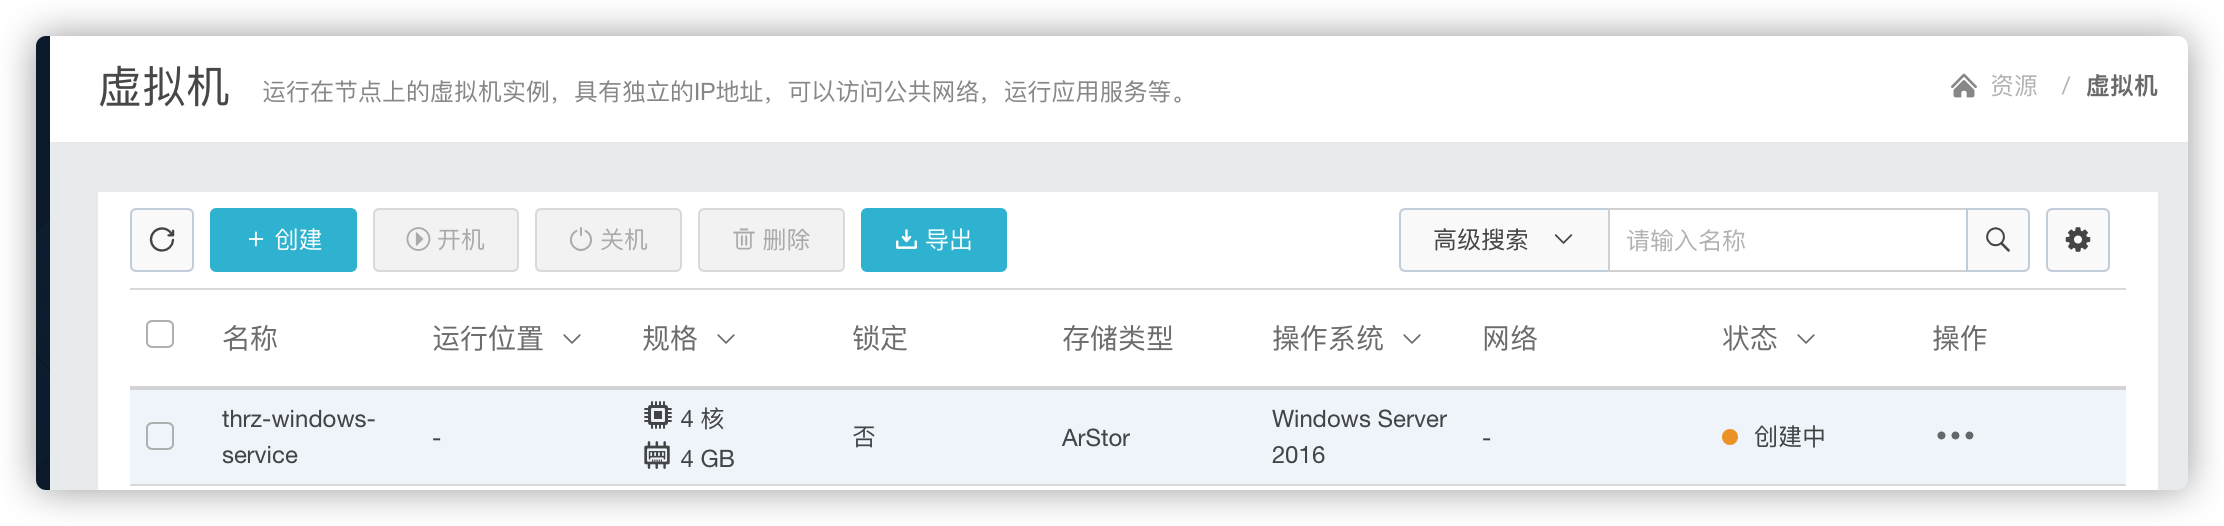 虚拟机 运行在节点上的虚拟机实例，具有独立的IP地址，可以访问公共网络，运行应用服务等。 资源 / 虚拟机
+ 创建 开机 关机 删除 导出 高级搜索 请输入名称
名称 运行位置 规格 锁定 存储类型 操作系统 网络 状态 操作
thrz-windows-
service
-
4 核
4 GB
否
ArStor
Windows Server
2016
-
创建中